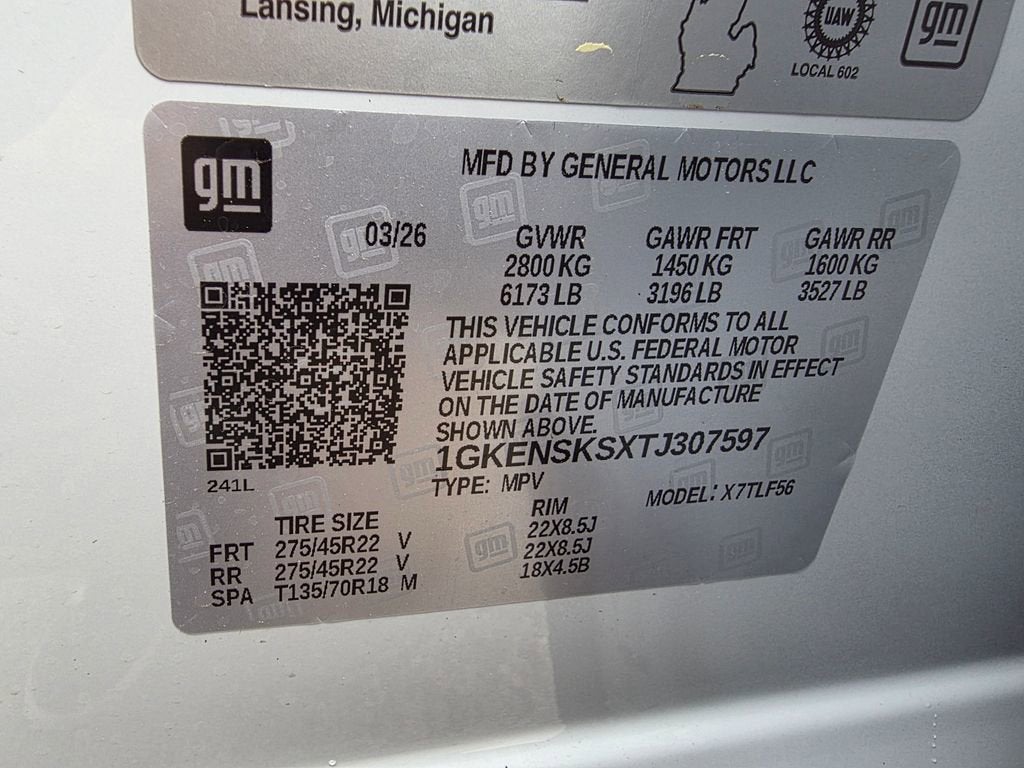 Lansing, Michigan
UAW
LOCAL 602
gm
gm
MFD BY GENERAL MOTORS LLC
03/26
GVWR GAWR FRT GAWR RR
2800 KG 1450 KG 1600 KG
6173 LB 3196 LB 3527 LB
THIS VEHICLE CONFORMS TO ALL
APPLICABLE U.S. FEDERAL MOTOR
VEHICLE SAFETY STANDARDS IN EFFECT
ON THE DATE OF MANUFACTURE
SHOWN ABOVE.
1GKENSKSXTJ307597
TYPE: MPV MODEL: X7TLF56
241L
TIRE SIZE RIM
FRT 275/45R22 V 22X8.5J
RR 275/45R22 V 22X8.5J
SPA T135/70R18 M 18X4.5B